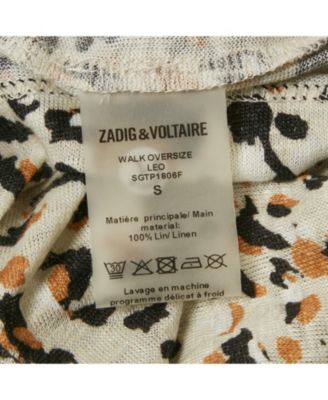 ZADIG & VOLTAIRE
WALK OVERSIZE
LEO
SGTP1806F
S
Matière principale/ Main
material:
100% Lin/ Linen
Lavage en machine
programme délicat à froid